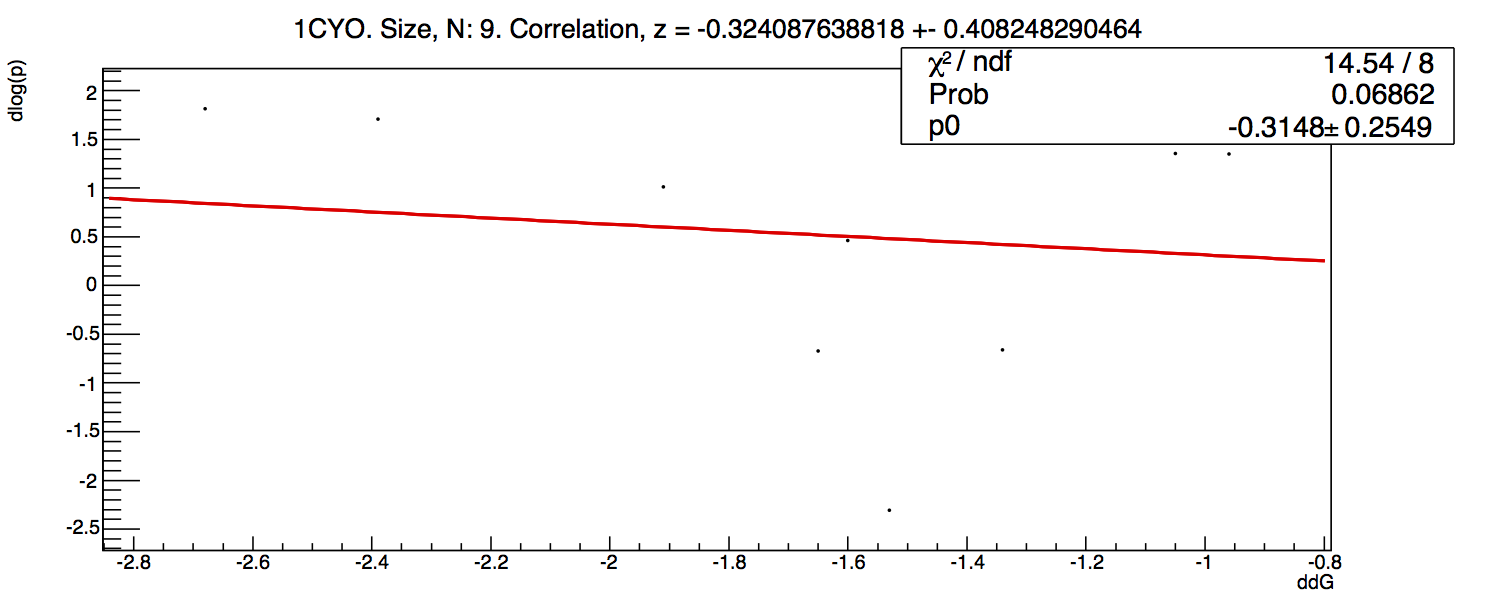 1CYO. Size, N: 9. Correlation, z = -0.324087638818 +- 0.408248290464
χ² / ndf 14.54 / 8
Prob 0.06862
p0 -0.3148± 0.2549
dlog(p)
2
1.5
1
0.5
0
-0.5
-1
-1.5
-2
-2.5
-2.8 -2.6 -2.4 -2.2 -2 -1.8 -1.6 -1.4 -1.2 -1 -0.8
ddG